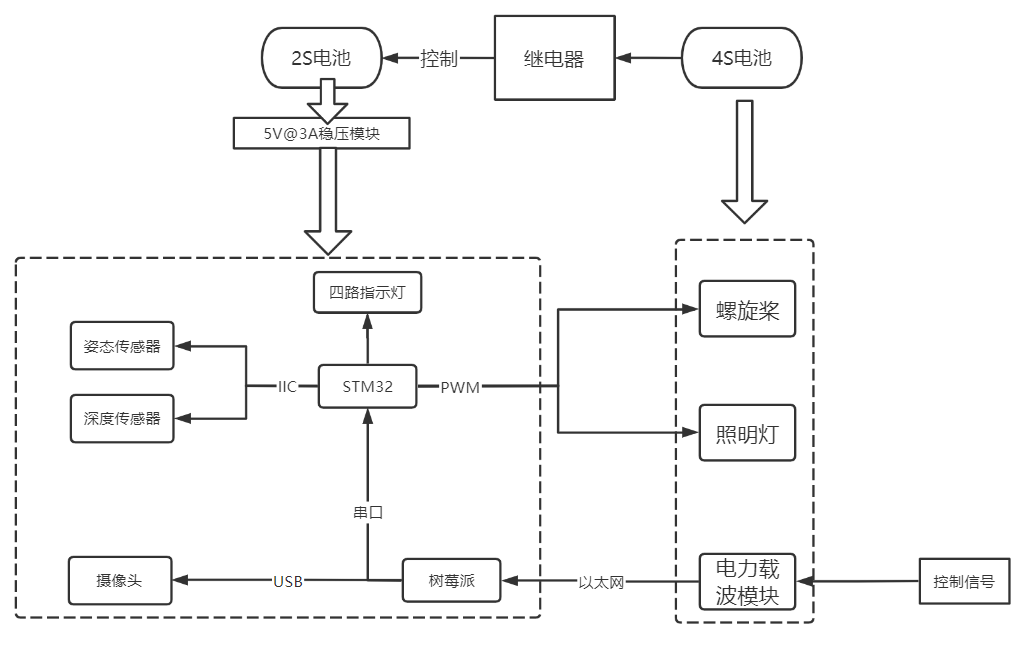 2S电池
控制
继电器
4S电池
5V@3A稳压模块
四路指示灯
螺旋桨
姿态传感器
IIC
STM32
PWM
深度传感器
照明灯
串口
摄像头
USB
树莓派
以太网
电力载
波模块
控制信号